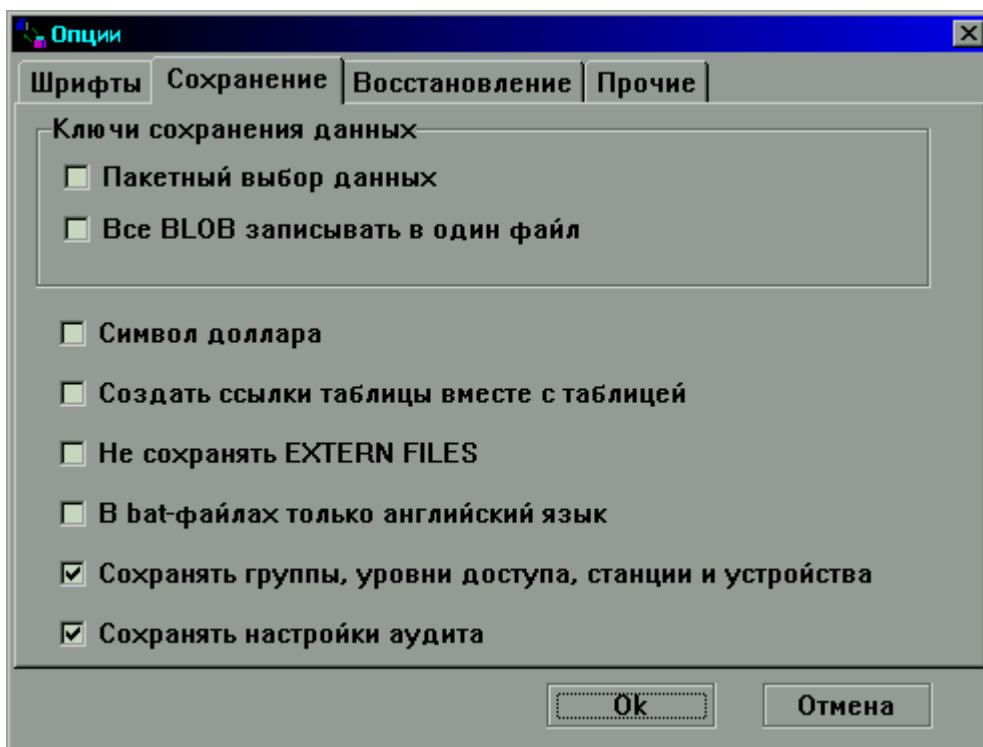 Опции
Шрифты Сохранение Восстановление Прочие
Ключи сохранения данных
Пакетный выбор данных
Все BLOB записывать в один файл
Символ доллара
Создать ссылки таблицы вместе с таблицей
Не сохранять EXTERN FILES
В bat-файлах только английский язык
Сохранять группы, уровни доступа, станции и устройства
Сохранять настройки аудита
Ok Отмена